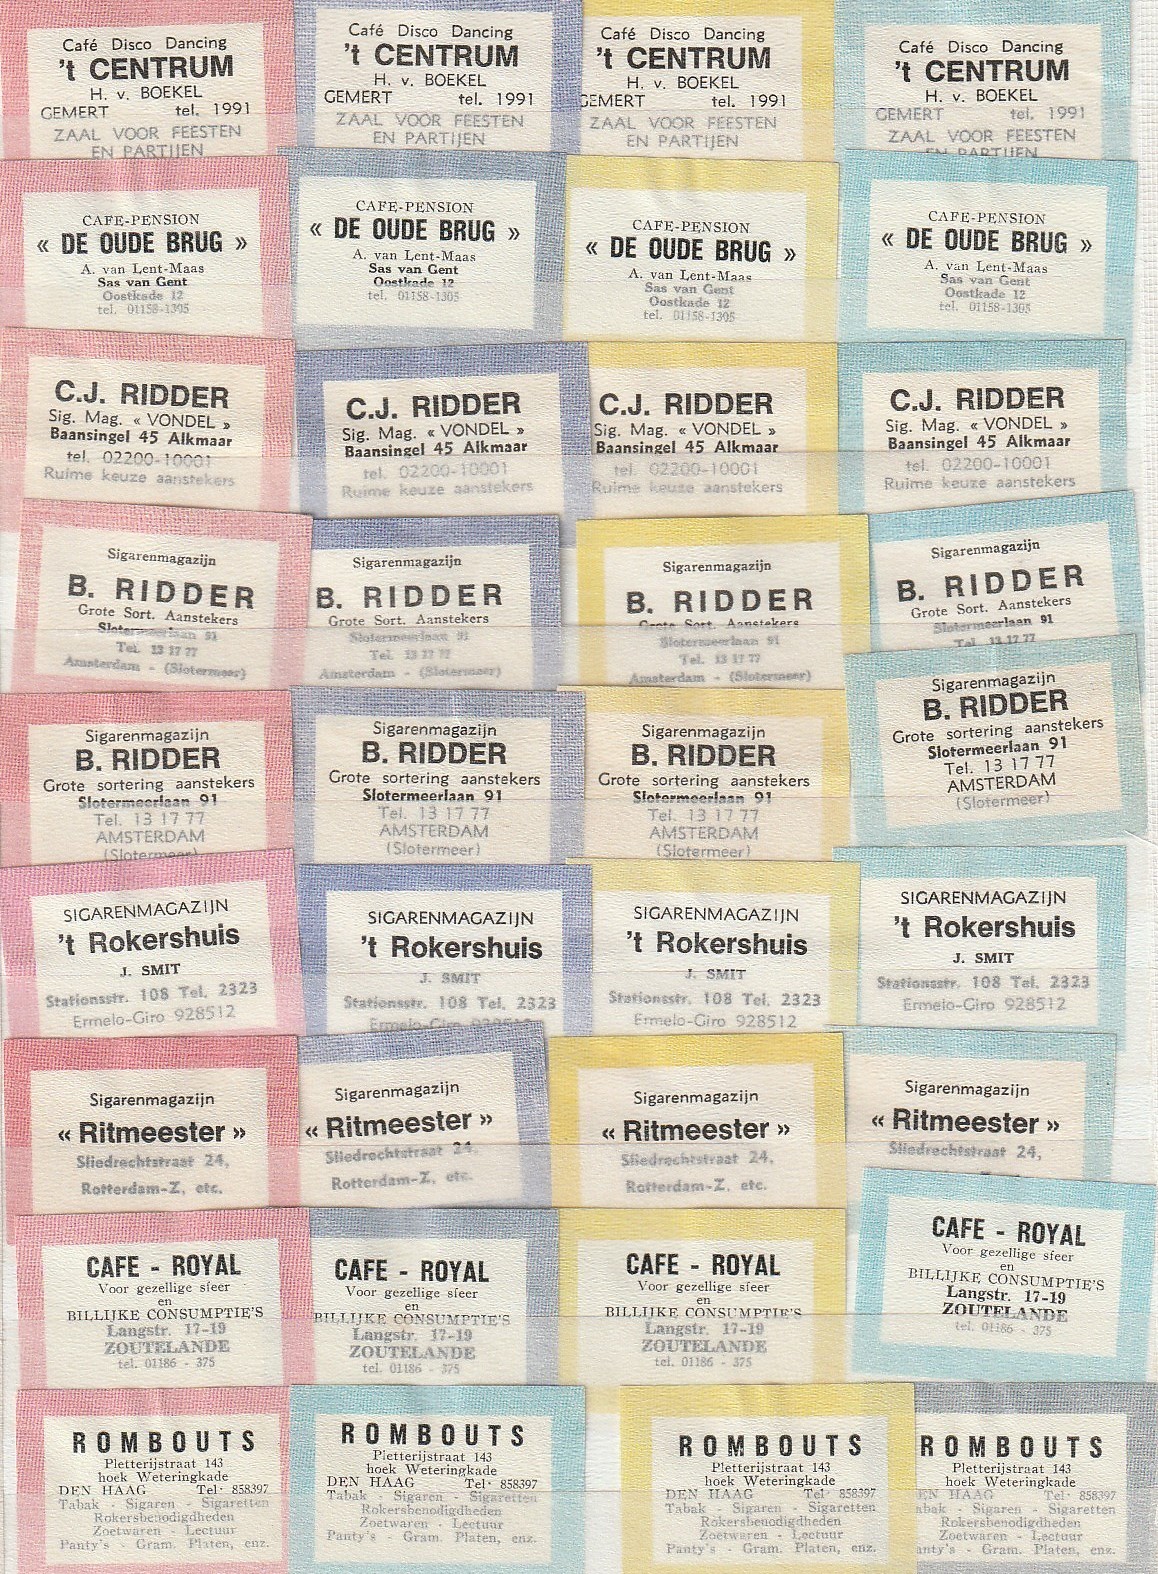 Café Disco Dancing
't CENTRUM
H. v. BOEKEL
GEMERT tel. 1991
ZAAL VOOR FEESTEN
EN PARTIJEN
Café Disco Dancing
't CENTRUM
H. v. BOEKEL
GEMERT tel. 1991
ZAAL VOOR FEESTEN
EN PARTIJEN
Café Disco Dancing
't CENTRUM
H. v. BOEKEL
GEMERT tel. 1991
ZAAL VOOR FEESTEN
EN PARTIJEN
Café Disco Dancing
't CENTRUM
H. v. BOEKEL
GEMERT tel. 1991
ZAAL VOOR FEESTEN
EN PARTIJEN
CAFE-PENSION
« DE OUDE BRUG »
A. van Lent-Maas
Sas van Gent
Oostkade 12
tel. 01158-1305
CAFE-PENSION
« DE OUDE BRUG »
A. van Lent-Maas
Sas van Gent
Oostkade 12
tel. 01158-1305
CAFE-PENSION
« DE OUDE BRUG »
A. van Lent-Maas
Sas van Gent
Oostkade 12
tel. 01158-1305
CAFE-PENSION
« DE OUDE BRUG »
A. van Lent-Maas
Sas van Gent
Oostkade 12
tel. 01158-1305
C.J. RIDDER
Sig. Mag. « VONDEL »
Baansingel 45 Alkmaar
tel. 02200-10001
Ruime keuze aanstekers
C.J. RIDDER
Sig. Mag. « VONDEL »
Baansingel 45 Alkmaar
tel. 02200-10001
Ruime keuze aanstekers
C.J. RIDDER
Sig. Mag. « VONDEL »
Baansingel 45 Alkmaar
tel. 02200-10001
Ruime keuze aanstekers
C.J. RIDDER
Sig. Mag. « VONDEL »
Baansingel 45 Alkmaar
tel. 02200-10001
Ruime keuze aanstekers
Sigarenmagazijn
B. RIDDER
Grote Sort. Aanstekers
Slotermeerlaan 91
Tel. 13 17 77
Amsterdam - (Slotermeer)
Sigarenmagazijn
B. RIDDER
Grote Sort. Aanstekers
Slotermeerlaan 91
Tel. 13 17 77
Amsterdam - (Slotermeer)
Sigarenmagazijn
B. RIDDER
Grote Sort. Aanstekers
Slotermeerlaan 91
Tel. 13 17 77
Amsterdam - (Slotermeer)
Sigarenmagazijn
B. RIDDER
Grote Sort. Aanstekers
Slotermeerlaan 91
Tel. 13 17 77
Sigarenmagazijn
B. RIDDER
Grote sortering aanstekers
Slotermeerlaan 91
Tel. 13 17 77
AMSTERDAM
(Slotermeer)
Sigarenmagazijn
B. RIDDER
Grote sortering aanstekers
Slotermeerlaan 91
Tel. 13 17 77
AMSTERDAM
(Slotermeer)
Sigarenmagazijn
B. RIDDER
Grote sortering aanstekers
Slotermeerlaan 91
Tel. 13 17 77
AMSTERDAM
(Slotermeer)
Sigarenmagazijn
B. RIDDER
Grote sortering aanstekers
Slotermeerlaan 91
Tel. 13 17 77
AMSTERDAM
(Slotermeer)
SIGARENMAGAZIJN
't Rokershuis
J. SMIT
Stationsstr. 108 Tel. 2323
Ermelo-Giro 928512
SIGARENMAGAZIJN
't Rokershuis
J. SMIT
Stationsstr. 108 Tel. 2323
Ermelo-Giro 928512
SIGARENMAGAZIJN
't Rokershuis
J. SMIT
Stationsstr. 108 Tel. 2323
Ermelo-Giro 928512
SIGARENMAGAZIJN
't Rokershuis
J. SMIT
Stationsstr. 108 Tel. 2323
Ermelo-Giro 928512
Sigarenmagazijn
« Ritmeester »
Sliedrechtstraat 24,
Rotterdam-Z, etc.
Sigarenmagazijn
« Ritmeester »
Sliedrechtstraat 24,
Rotterdam-Z, etc.
Sigarenmagazijn
« Ritmeester »
Sliedrechtstraat 24,
Rotterdam-Z, etc.
Sigarenmagazijn
« Ritmeester »
Sliedrechtstraat 24,
CAFE - ROYAL
Voor gezellige sfeer
en
BILLIJKE CONSUMPTIE'S
Langstr. 17-19
ZOUTELANDE
tel. 01186 - 375
CAFE - ROYAL
Voor gezellige sfeer
en
BILLIJKE CONSUMPTIE'S
Langstr. 17-19
ZOUTELANDE
tel. 01186 - 375
CAFE - ROYAL
Voor gezellige sfeer
en
BILLIJKE CONSUMPTIE'S
Langstr. 17-19
ZOUTELANDE
tel. 01186 - 375
CAFE - ROYAL
Voor gezellige sfeer
en
BILLIJKE CONSUMPTIE'S
Langstr. 17-19
ZOUTELANDE
tel. 01186 - 375
ROMBOUTS
Pletterijstraat 143
hoek Weteringkade
DEN HAAG Tel. 858397
Tabak - Sigaren - Sigaretten
Rokersbenodigdheden
Zoetwaren - Lectuur
Panty's - Gram. Platen, enz.
ROMBOUTS
Pletterijstraat 143
hoek Weteringkade
DEN HAAG Tel. 858397
Tabak - Sigaren - Sigaretten
Rokersbenodigdheden
Zoetwaren - Lectuur
Panty's - Gram. Platen, enz.
ROMBOUTS
Pletterijstraat 143
hoek Weteringkade
DEN HAAG Tel. 858397
Tabak - Sigaren - Sigaretten
Rokersbenodigdheden
Zoetwaren - Lectuur
Panty's - Gram. Platen, enz.
ROMBOUTS
Pletterijstraat 143
hoek Weteringkade
EN HAAG Tel. 858397
abak - Sigaren - Sigaretten
Rokersbenodigdheden
Zoetwaren - Lectuur
anty's - Gram. Platen, enz.